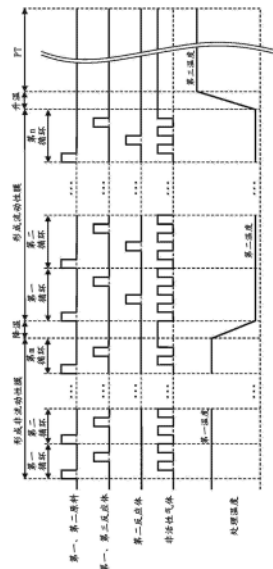 形成非流动性膜
降温
形成流动性膜
升温
PT
第一循环
第二循环
...
第m循环
第一循环
第二循环
...
第n循环
第一、第二原料
... ...
第一、第三反应体
... ...
第二反应体
... ...
非活性气体
... ...
处理温度
第一温度
...
第二温度
...
第三温度